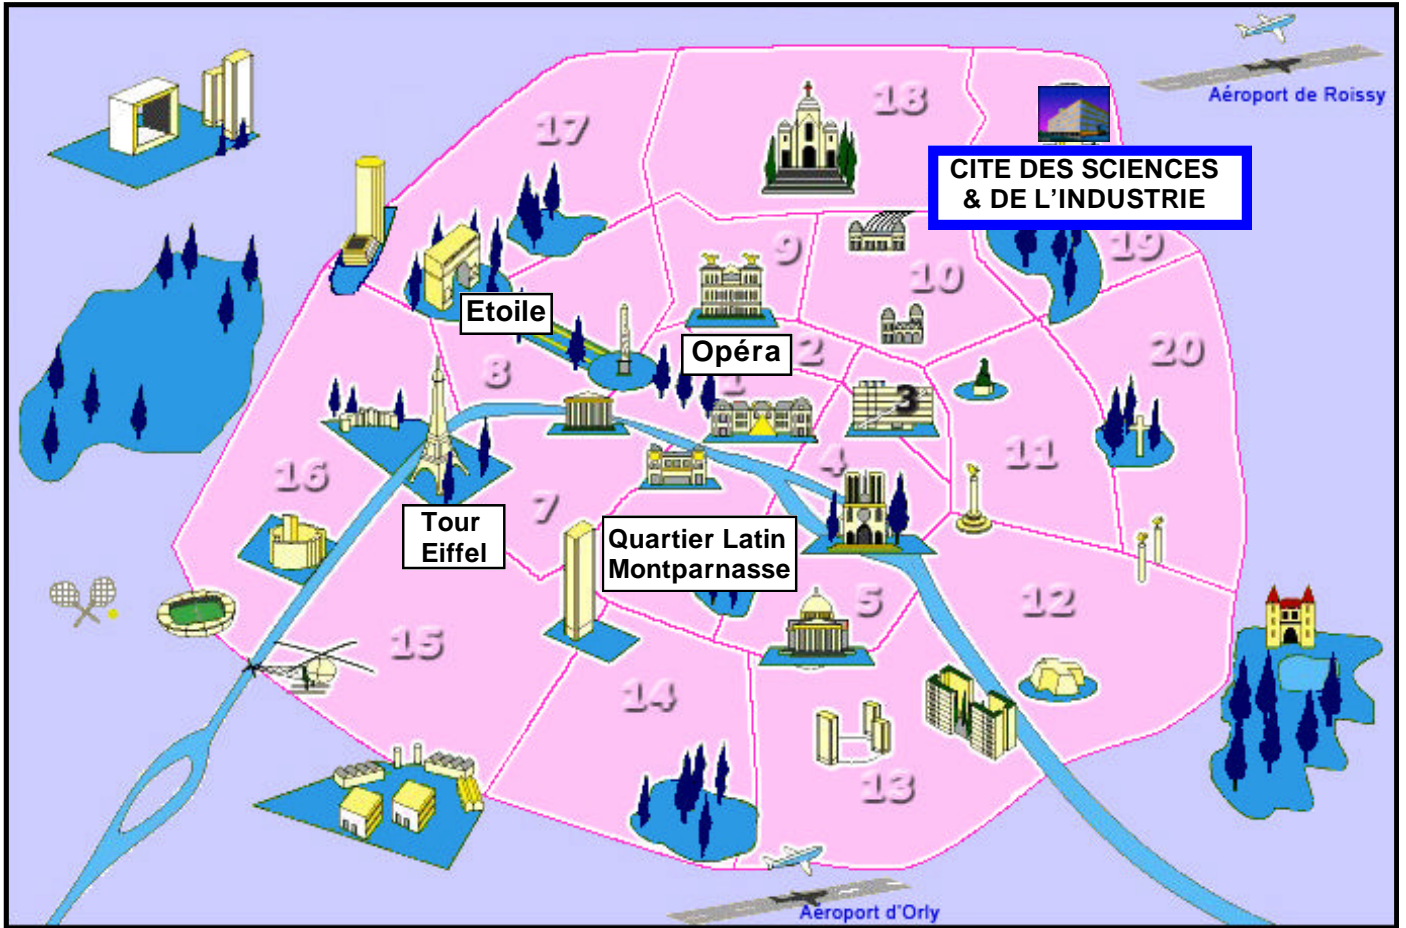 Aéroport de Roissy
18
17
CITE DES SCIENCES
& DE L'INDUSTRIE
9
19
10
Etoile
Opéra
2
20
8
1
3
4
11
16
7
Tour
Eiffel
Quartier Latin
Montparnasse
5
12
15
14
13
Aéroport d'Orly